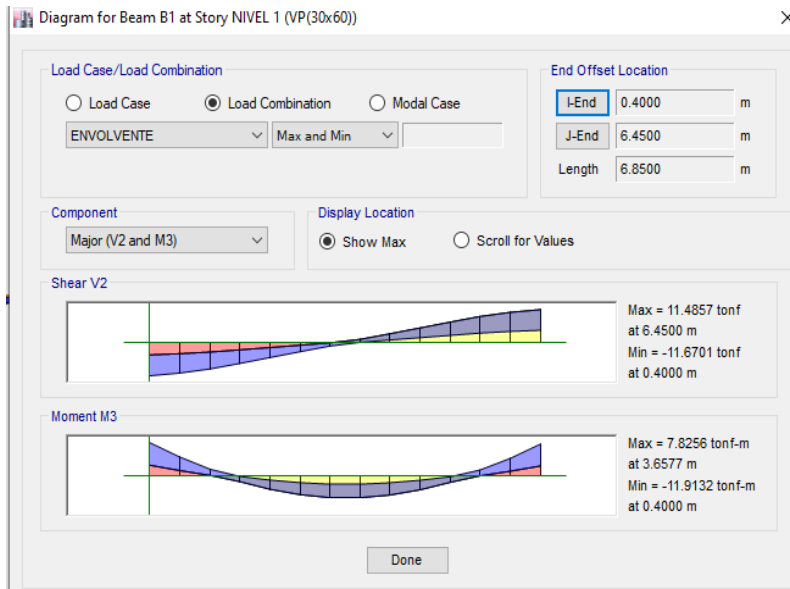 Diagram for Beam B1 at Story NIVEL 1 (VP(30x60))
Load Case/Load Combination
Load Case
Load Combination
Modal Case
ENVOLVENTE
Max and Min
End Offset Location
I-End
0.4000
m
J-End
6.4500
m
Length
6.8500
m
Component
Major (V2 and M3)
Display Location
Show Max
Scroll for Values
Shear V2
Max = 11.4857 tonf
at 6.4500 m
Min = -11.6701 tonf
at 0.4000 m
Moment M3
Max = 7.8256 tonf-m
at 3.6577 m
Min = -11.9132 tonf-m
at 0.4000 m
Done